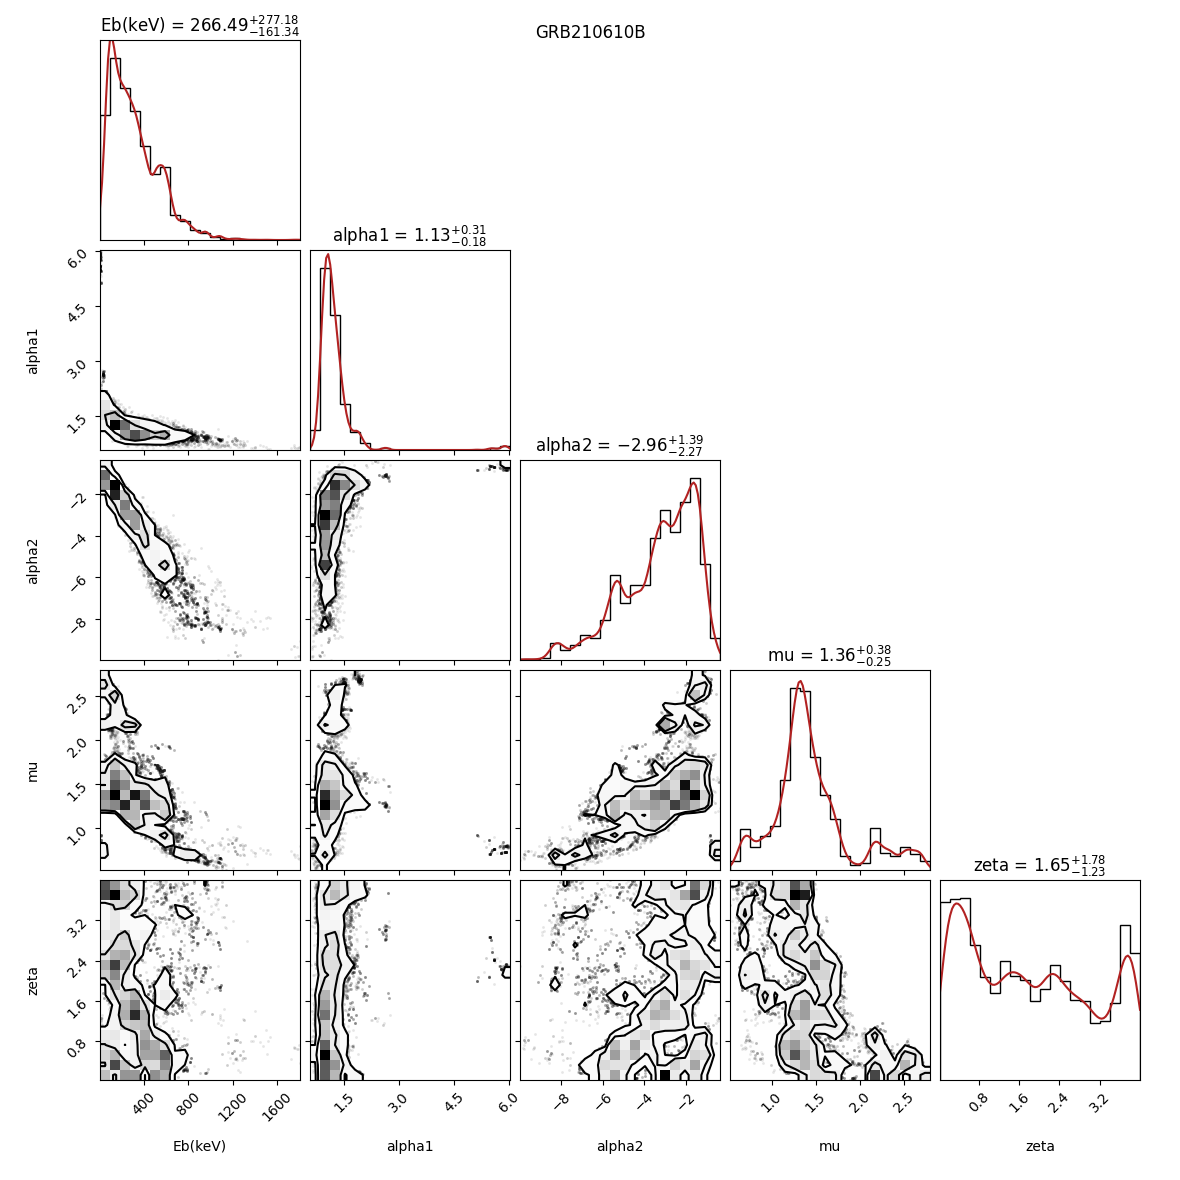 GRB210610B
Eb(keV) = 266.49+277.18−161.34
alpha1 = 1.13+0.31−0.18
6.0
4.5
3.0
1.5
alpha1
alpha2 = −2.96+1.39−2.27
−2
−4
−6
−8
alpha2
mu = 1.36+0.38−0.25
2.5
2.0
1.5
1.0
mu
zeta = 1.65+1.78−1.23
3.2
2.4
1.6
0.8
zeta
400 800 1200 1600
1.5 3.0 4.5 6.0
−8 −6 −4 −2
1.0 1.5 2.0 2.5
0.8 1.6 2.4 3.2
Eb(keV) alpha1 alpha2 mu zeta